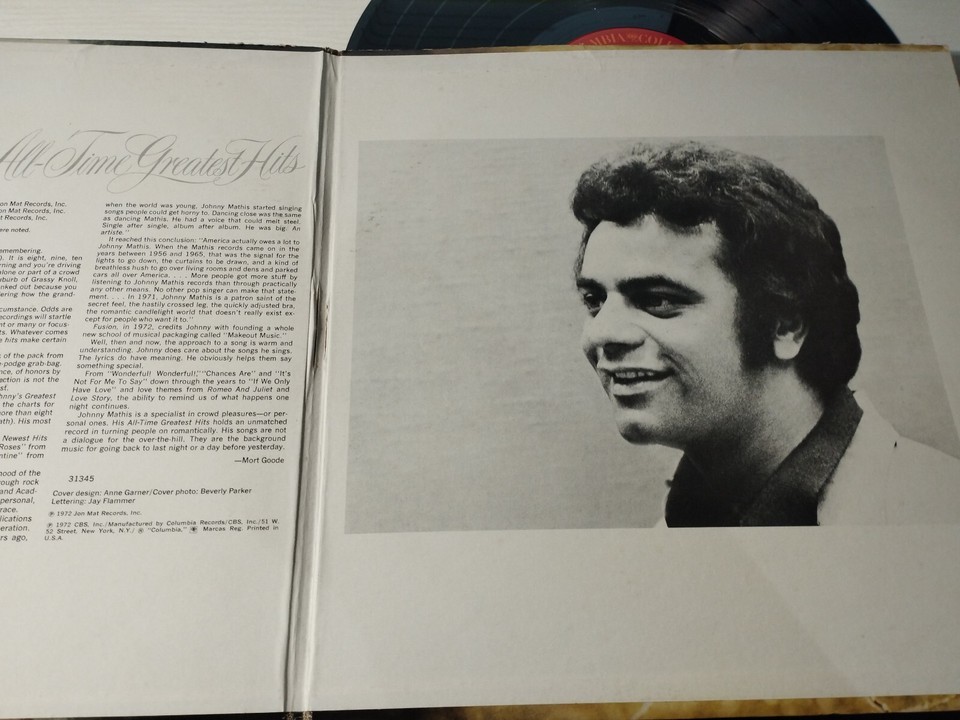 MBIA
All-Time Greatest Hits
on Mat Records, Inc.
on Mat Records, Inc.
t Records, Inc.
ere noted.
emembering.
). It is eight, nine, ten
rning and you're driving
alone or part of a crowd
uburb of Grassy Knoll,
nked out because you
ering how the grand-
cumstance. Odds are
ecordings will startle
nt or many or focus-
ts. Whatever comes
e hits make certain
of the pack from
-podge grab-bag.
nce, of honors by
ection is not the
sf.
hnny's Greatest
the charts for
ore than eight
ath). His most
Newest Hits
Roses" from
ntine" from
hood of the
rough rock
and Acad-
personal,
race.
lications
eration.
rs ago,
when the world was young, Johnny Mathis started singing
songs people could get horny to. Dancing close was the same
as dancing Mathis. He had a voice that could melt steel.
Single after single, album after album. He was big. An
artiste."
It reached this conclusion: "America actually owes a lot to
Johnny Mathis. When the Mathis records came on in the
years between 1956 and 1965, that was the signal for the
lights to go down, the curtains to be drawn, and a kind of
breathless hush to go over living rooms and dens and parked
cars all over America. . . . More people got more stuff by
listening to Johnny Mathis records than through practically
any other means. No other pop singer can make that state-
ment. . . . In 1971, Johnny Mathis is a patron saint of the
secret feel, the hastily crossed leg, the quickly adjusted bra,
the romantic candlelight world that doesn't really exist ex-
cept for people who want it to."
Fusion, in 1972, credits Johnny with founding a whole
new school of musical packaging called "Makeout Music."
Well, then and now, the approach to a song is warm and
understanding. Johnny does care about the songs he sings.
The lyrics do have meaning. He obviously helps them say
something special.
From "Wonderful! Wonderful!," "Chances Are" and "It's
Not For Me To Say" down through the years to "If We Only
Have Love" and love themes from Romeo And Juliet and
Love Story, the ability to remind us of what happens one
night continues.
Johnny Mathis is a specialist in crowd pleasures—or per-
sonal ones. His All-Time Greatest Hits holds an unmatched
record in turning people on romantically. His songs are not
a dialogue for the over-the-hill. They are the background
music for going back to last night or a day before yesterday.
—Mort Goode
31345
Cover design: Anne Garner/Cover photo: Beverly Parker
Lettering: Jay Flammer
℗ 1972 Jon Mat Records, Inc.
℗ 1972 CBS, Inc./Manufactured by Columbia Records/CBS, Inc./51 W.
52 Street, New York, N.Y./ ® "Columbia," Marcas Reg. Printed in
U.S.A.